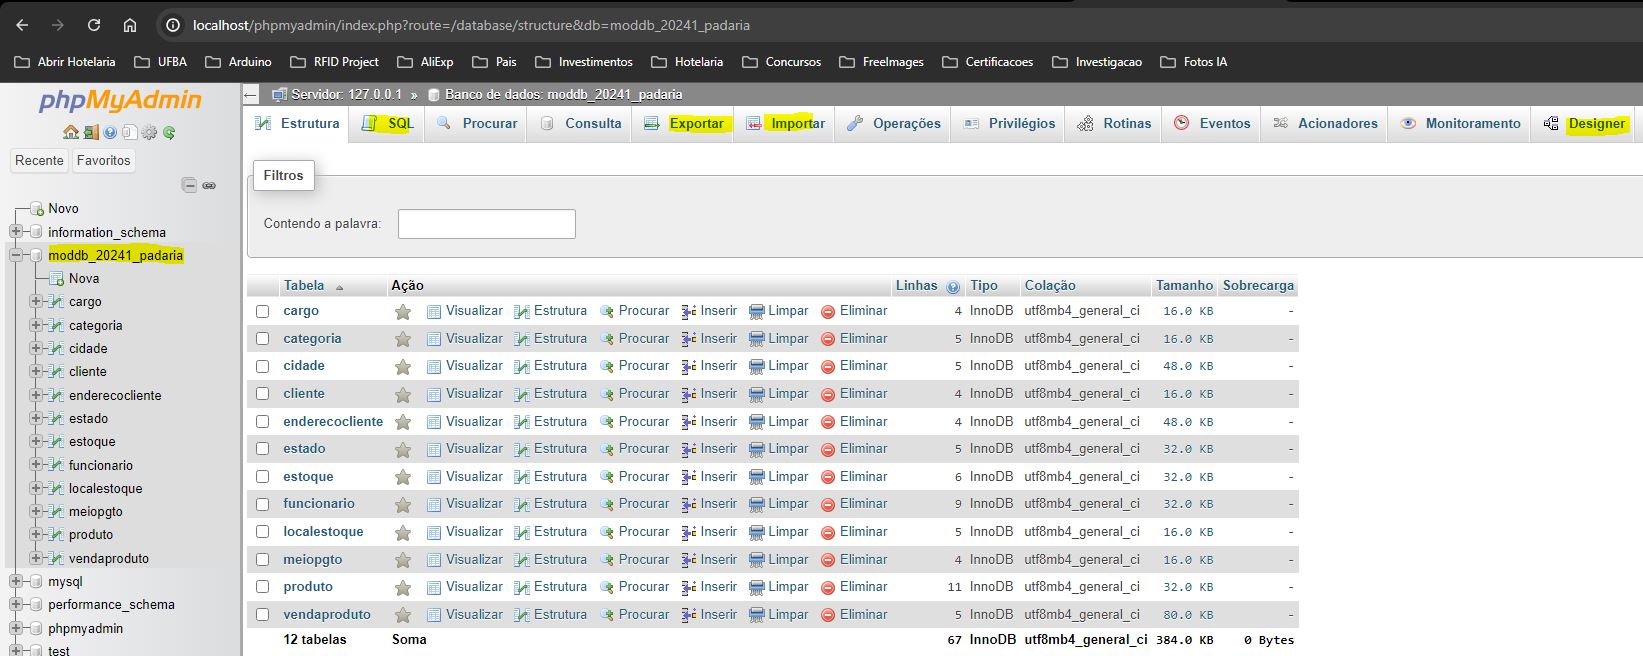 localhost/phpmyadmin/index.php?route=/database/structure&db=moddb_20241_padaria
Abrir Hotelaria UFBA Arduino RFID Project AliExp Pais Investimentos Hotelaria Concursos FreeImages Certificacoes Investigacao Fotos IA
phpMyAdmin
Recente Favoritos
Novo
information_schema
moddb_20241_padaria
Nova
cargo
categoria
cidade
cliente
enderecocliente
estado
estoque
funcionario
localestoque
meiopgto
produto
vendaproduto
mysql
performance_schema
phpmyadmin
test
Servidor: 127.0.0.1 » Banco de dados: moddb_20241_padaria
Estrutura SQL Procurar Consulta Exportar Importar Operações Privilégios Rotinas Eventos Acionadores Monitoramento Designer
Filtros
Contendo a palavra:
Tabela Ação Linhas Tipo Colação Tamanho Sobrecarga
cargo Visualizar Estrutura Procurar Inserir Limpar Eliminar 4 InnoDB utf8mb4_general_ci 16.0 KB -
categoria Visualizar Estrutura Procurar Inserir Limpar Eliminar 5 InnoDB utf8mb4_general_ci 16.0 KB -
cidade Visualizar Estrutura Procurar Inserir Limpar Eliminar 5 InnoDB utf8mb4_general_ci 48.0 KB -
cliente Visualizar Estrutura Procurar Inserir Limpar Eliminar 4 InnoDB utf8mb4_general_ci 16.0 KB -
enderecocliente Visualizar Estrutura Procurar Inserir Limpar Eliminar 4 InnoDB utf8mb4_general_ci 48.0 KB -
estado Visualizar Estrutura Procurar Inserir Limpar Eliminar 5 InnoDB utf8mb4_general_ci 32.0 KB -
estoque Visualizar Estrutura Procurar Inserir Limpar Eliminar 6 InnoDB utf8mb4_general_ci 32.0 KB -
funcionario Visualizar Estrutura Procurar Inserir Limpar Eliminar 9 InnoDB utf8mb4_general_ci 32.0 KB -
localestoque Visualizar Estrutura Procurar Inserir Limpar Eliminar 5 InnoDB utf8mb4_general_ci 16.0 KB -
meiopgto Visualizar Estrutura Procurar Inserir Limpar Eliminar 4 InnoDB utf8mb4_general_ci 16.0 KB -
produto Visualizar Estrutura Procurar Inserir Limpar Eliminar 11 InnoDB utf8mb4_general_ci 32.0 KB -
vendaproduto Visualizar Estrutura Procurar Inserir Limpar Eliminar 5 InnoDB utf8mb4_general_ci 80.0 KB -
12 tabelas Soma 67 InnoDB utf8mb4_general_ci 384.0 KB 0 Bytes